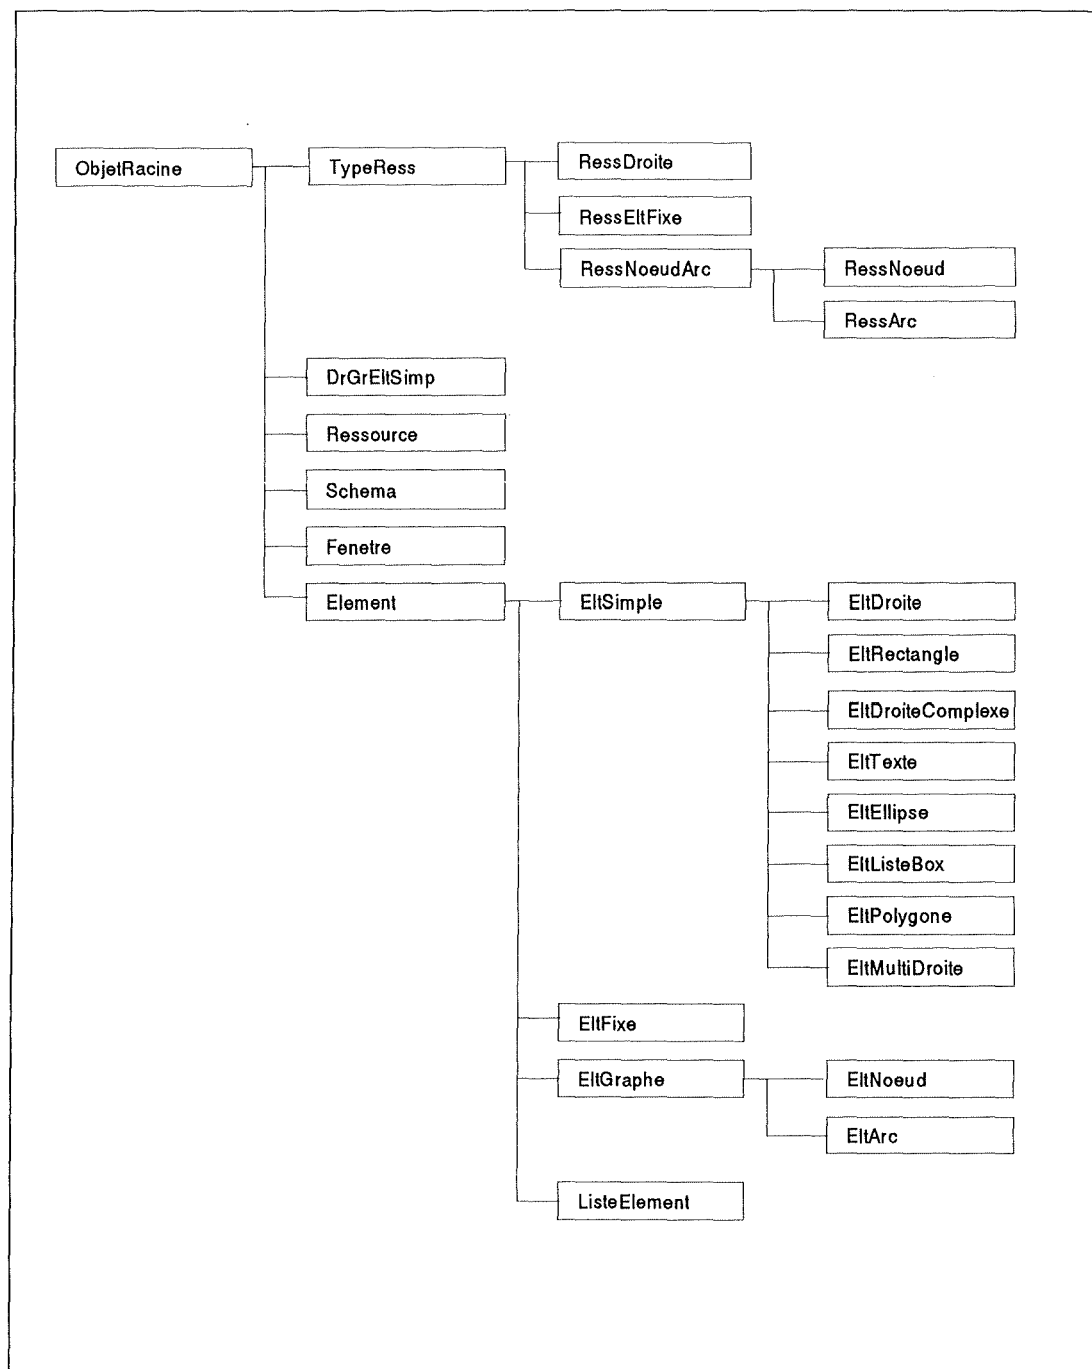 ObjetRacine
TypeRess
RessDroite
RessEltFixe
RessNoeudArc
RessNoeud
RessArc
DrGrEltSimp
Ressource
Schema
Fenetre
Element
EltSimple
EltDroite
EltRectangle
EltDroiteComplexe
EltTexte
EltEllipse
EltListeBox
EltPolygone
EltMultiDroite
EltFixe
EltGraphe
EltNoeud
EltArc
ListeElement